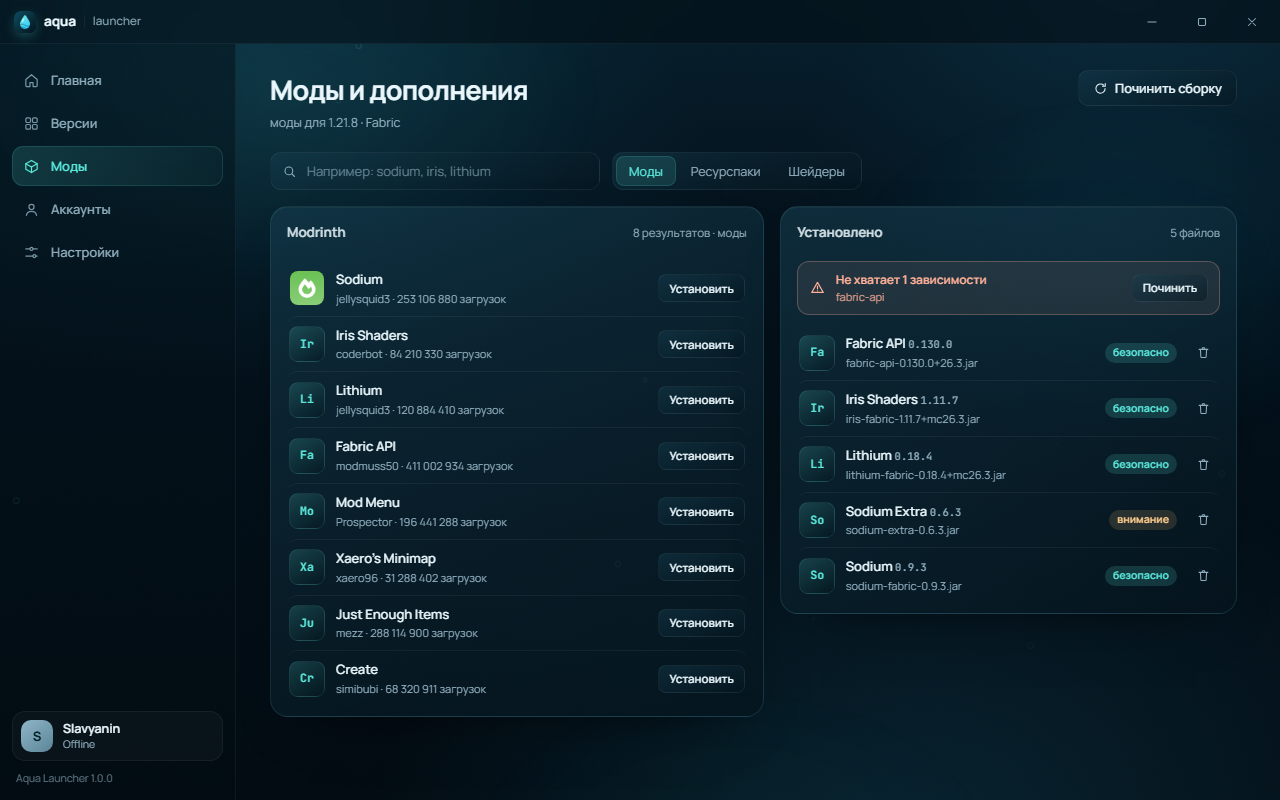 aqua launcher
Главная
Версии
Моды
Аккаунты
Настройки
S
Slavyanin
Offline
Aqua Launcher 1.0.0
Моды и дополнения
моды для 1.21.8 · Fabric
Починить сборку
Например: sodium, iris, lithium
Моды
Ресурспаки
Шейдеры
Modrinth
8 результатов · моды
Sodium
jellysquid3 · 253 106 880 загрузок
Установить
Ir
Iris Shaders
coderbot · 84 210 330 загрузок
Установить
Li
Lithium
jellysquid3 · 120 884 410 загрузок
Установить
Fa
Fabric API
modmuss50 · 411 002 934 загрузок
Установить
Mo
Mod Menu
Prospector · 196 441 288 загрузок
Установить
Xa
Xaero's Minimap
xaero96 · 31 288 402 загрузок
Установить
Ju
Just Enough Items
mezz · 288 114 900 загрузок
Установить
Cr
Create
simibubi · 68 320 911 загрузок
Установить
Установлено
5 файлов
Не хватает 1 зависимости
fabric-api
Починить
Fa
Fabric API 0.130.0
fabric-api-0.130.0+26.3.jar
безопасно
Ir
Iris Shaders 1.11.7
iris-fabric-1.11.7+mc26.3.jar
безопасно
Li
Lithium 0.18.4
lithium-fabric-0.18.4+mc26.3.jar
безопасно
So
Sodium Extra 0.6.3
sodium-extra-0.6.3.jar
внимание
So
Sodium 0.9.3
sodium-fabric-0.9.3.jar
безопасно